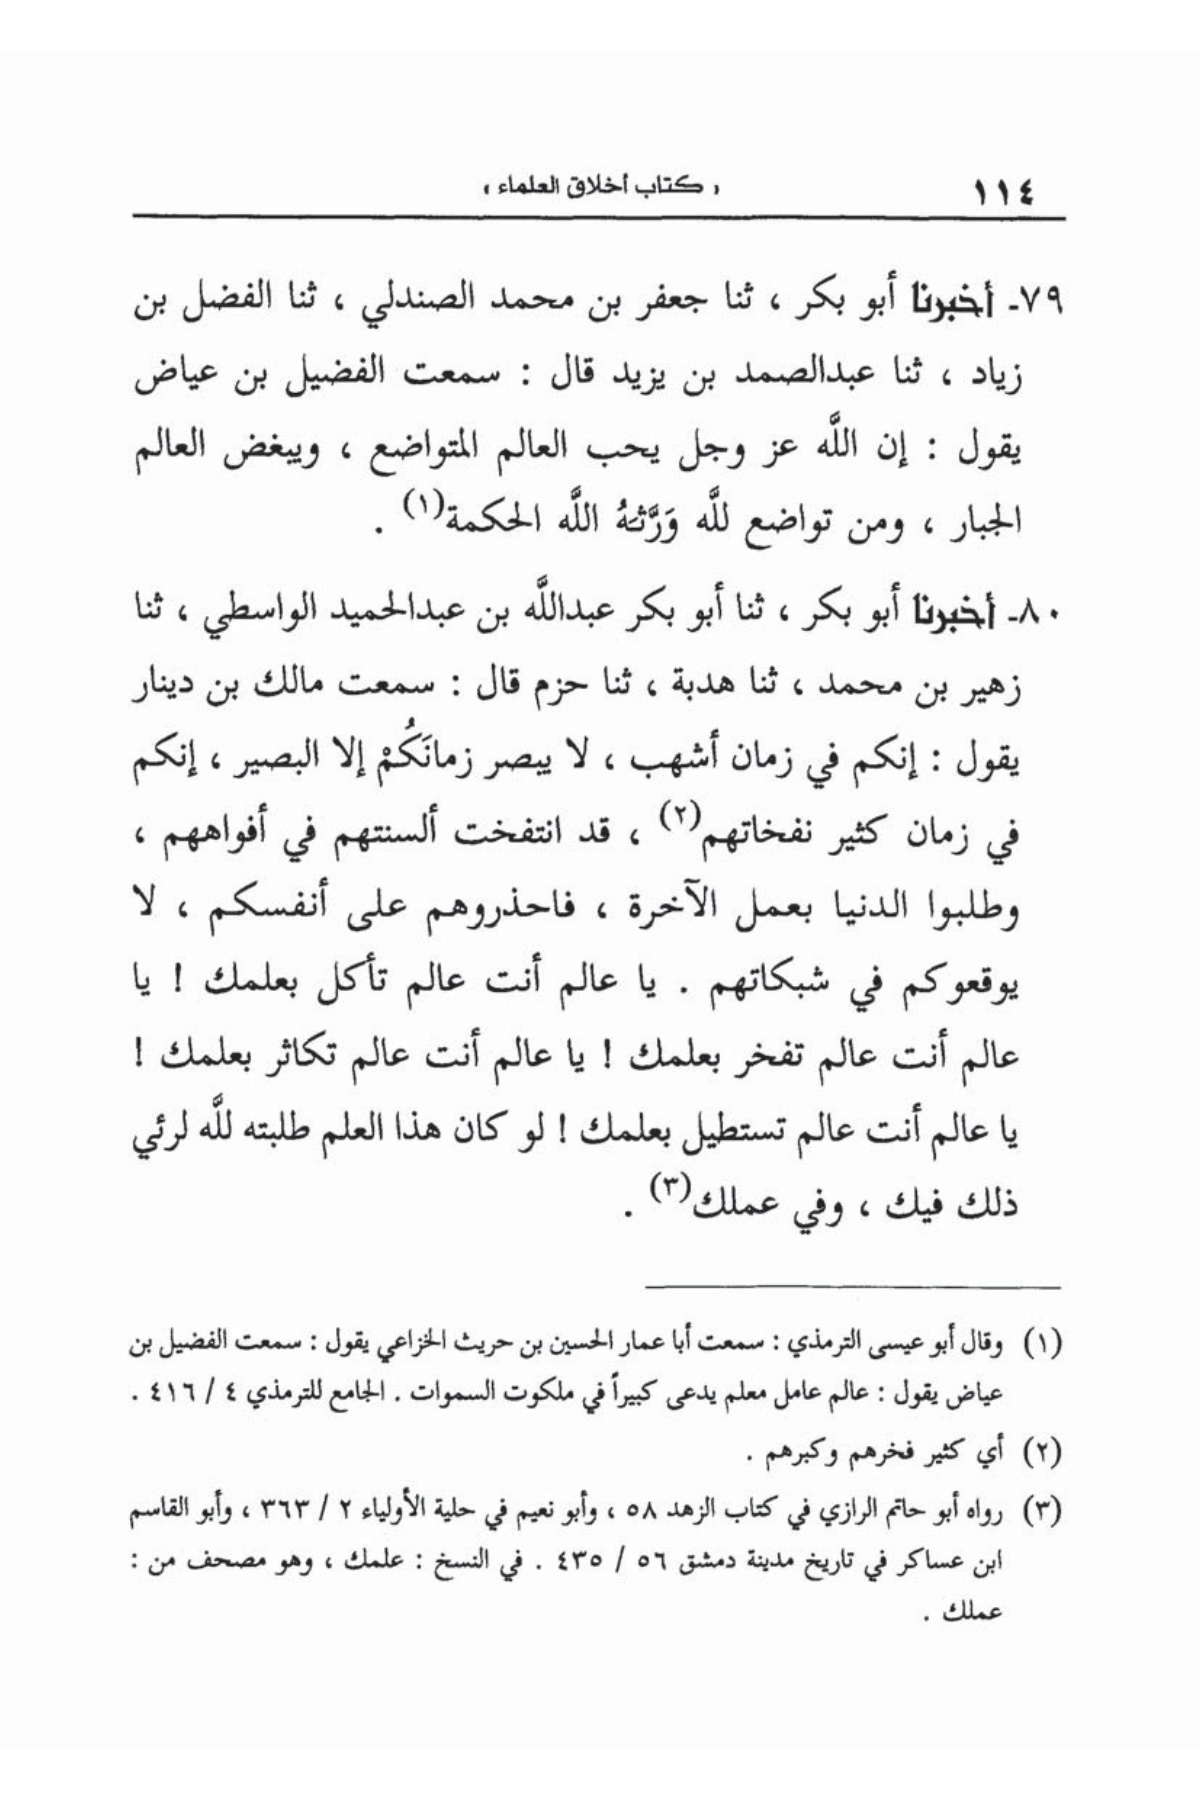 ١١٤
« كتاب أخلاق العلماء »
٧٩- أخبرنا أبو بكر ، ثنا جعفر بن محمد الصندلي ، ثنا الفضل بن
زياد ، ثنا عبدالصمد بن يزيد قال : سمعت الفضيل بن عياض
يقول : إن اللَّه عز وجل يحب العالم المتواضع ، ويبغض العالم
الجبار ، ومن تواضع للَّه وَرَّثَهُ اللَّه الحكمة(١) .
٨٠- أخبرنا أبو بكر ، ثنا أبو بكر عبداللَّه بن عبدالحميد الواسطي ، ثنا
زهير بن محمد ، ثنا هدبة ، ثنا حزم قال : سمعت مالك بن دينار
يقول : إنكم في زمان أشهب ، لا يبصر زمانَكُمْ إلا البصير ، إنكم
في زمان كثير نفخاتهم(٢) ، قد انتفخت ألسنتهم في أفواههم ،
وطلبوا الدنيا بعمل الآخرة ، فاحذروهم على أنفسكم ، لا
يوقعوكم في شبكاتهم . يا عالم أنت عالم تأكل بعلمك ! يا
عالم أنت عالم تفخر بعلمك ! يا عالم أنت عالم تكاثر بعلمك !
يا عالم أنت عالم تستطيل بعلمك ! لو كان هذا العلم طلبته للَّه لرئي
ذلك فيك ، وفي عملك(٣) .
(١) وقال أبو عيسى الترمذي : سمعت أبا عمار الحسين بن حريث الخزاعي يقول : سمعت الفضيل بن
عياض يقول : عالم عامل معلم يدعى كبيراً في ملكوت السموات . الجامع للترمذي ٤ / ٤١٦ .
(٢) أي كثير فخرهم وكبرهم .
(٣) رواه أبو حاتم الرازي في كتاب الزهد ٥٨ ، وأبو نعيم في حلية الأولياء ٢ / ٣٦٣ ، وأبو القاسم
ابن عساكر في تاريخ مدينة دمشق ٥٦ / ٤٣٥ . في النسخ : علمك ، وهو مصحف من :
عملك .